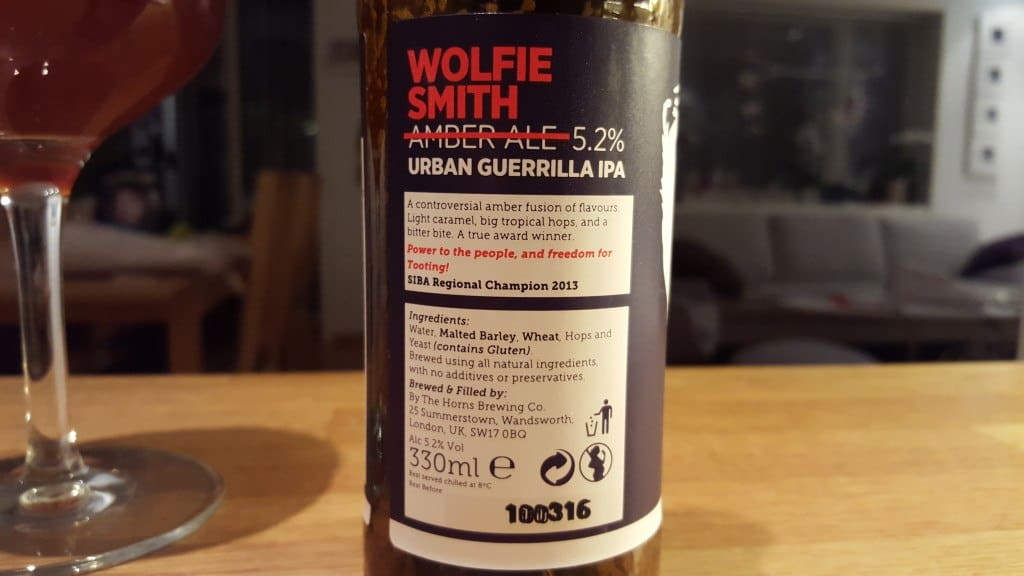 WOLFIE
SMITH
AMBER ALE 5.2%
URBAN GUERRILLA IPA
A controversial amber fusion of flavours.
Light caramel, big tropical hops, and a
bitter bite. A true award winner.
Power to the people, and freedom for
Tooting!
SIBA Regional Champion 2013
Ingredients:
Water, Malted Barley, Wheat, Hops and
Yeast (contains Gluten).
Brewed using all natural ingredients,
with no additives or preservatives.
Brewed & Filled by:
By The Horns Brewing Co.
25 Summerstown, Wandsworth,
London, UK, SW17 0BQ
Alc 5.2% Vol
330ml e
Best served chilled at 8ºC
Best Before
100316